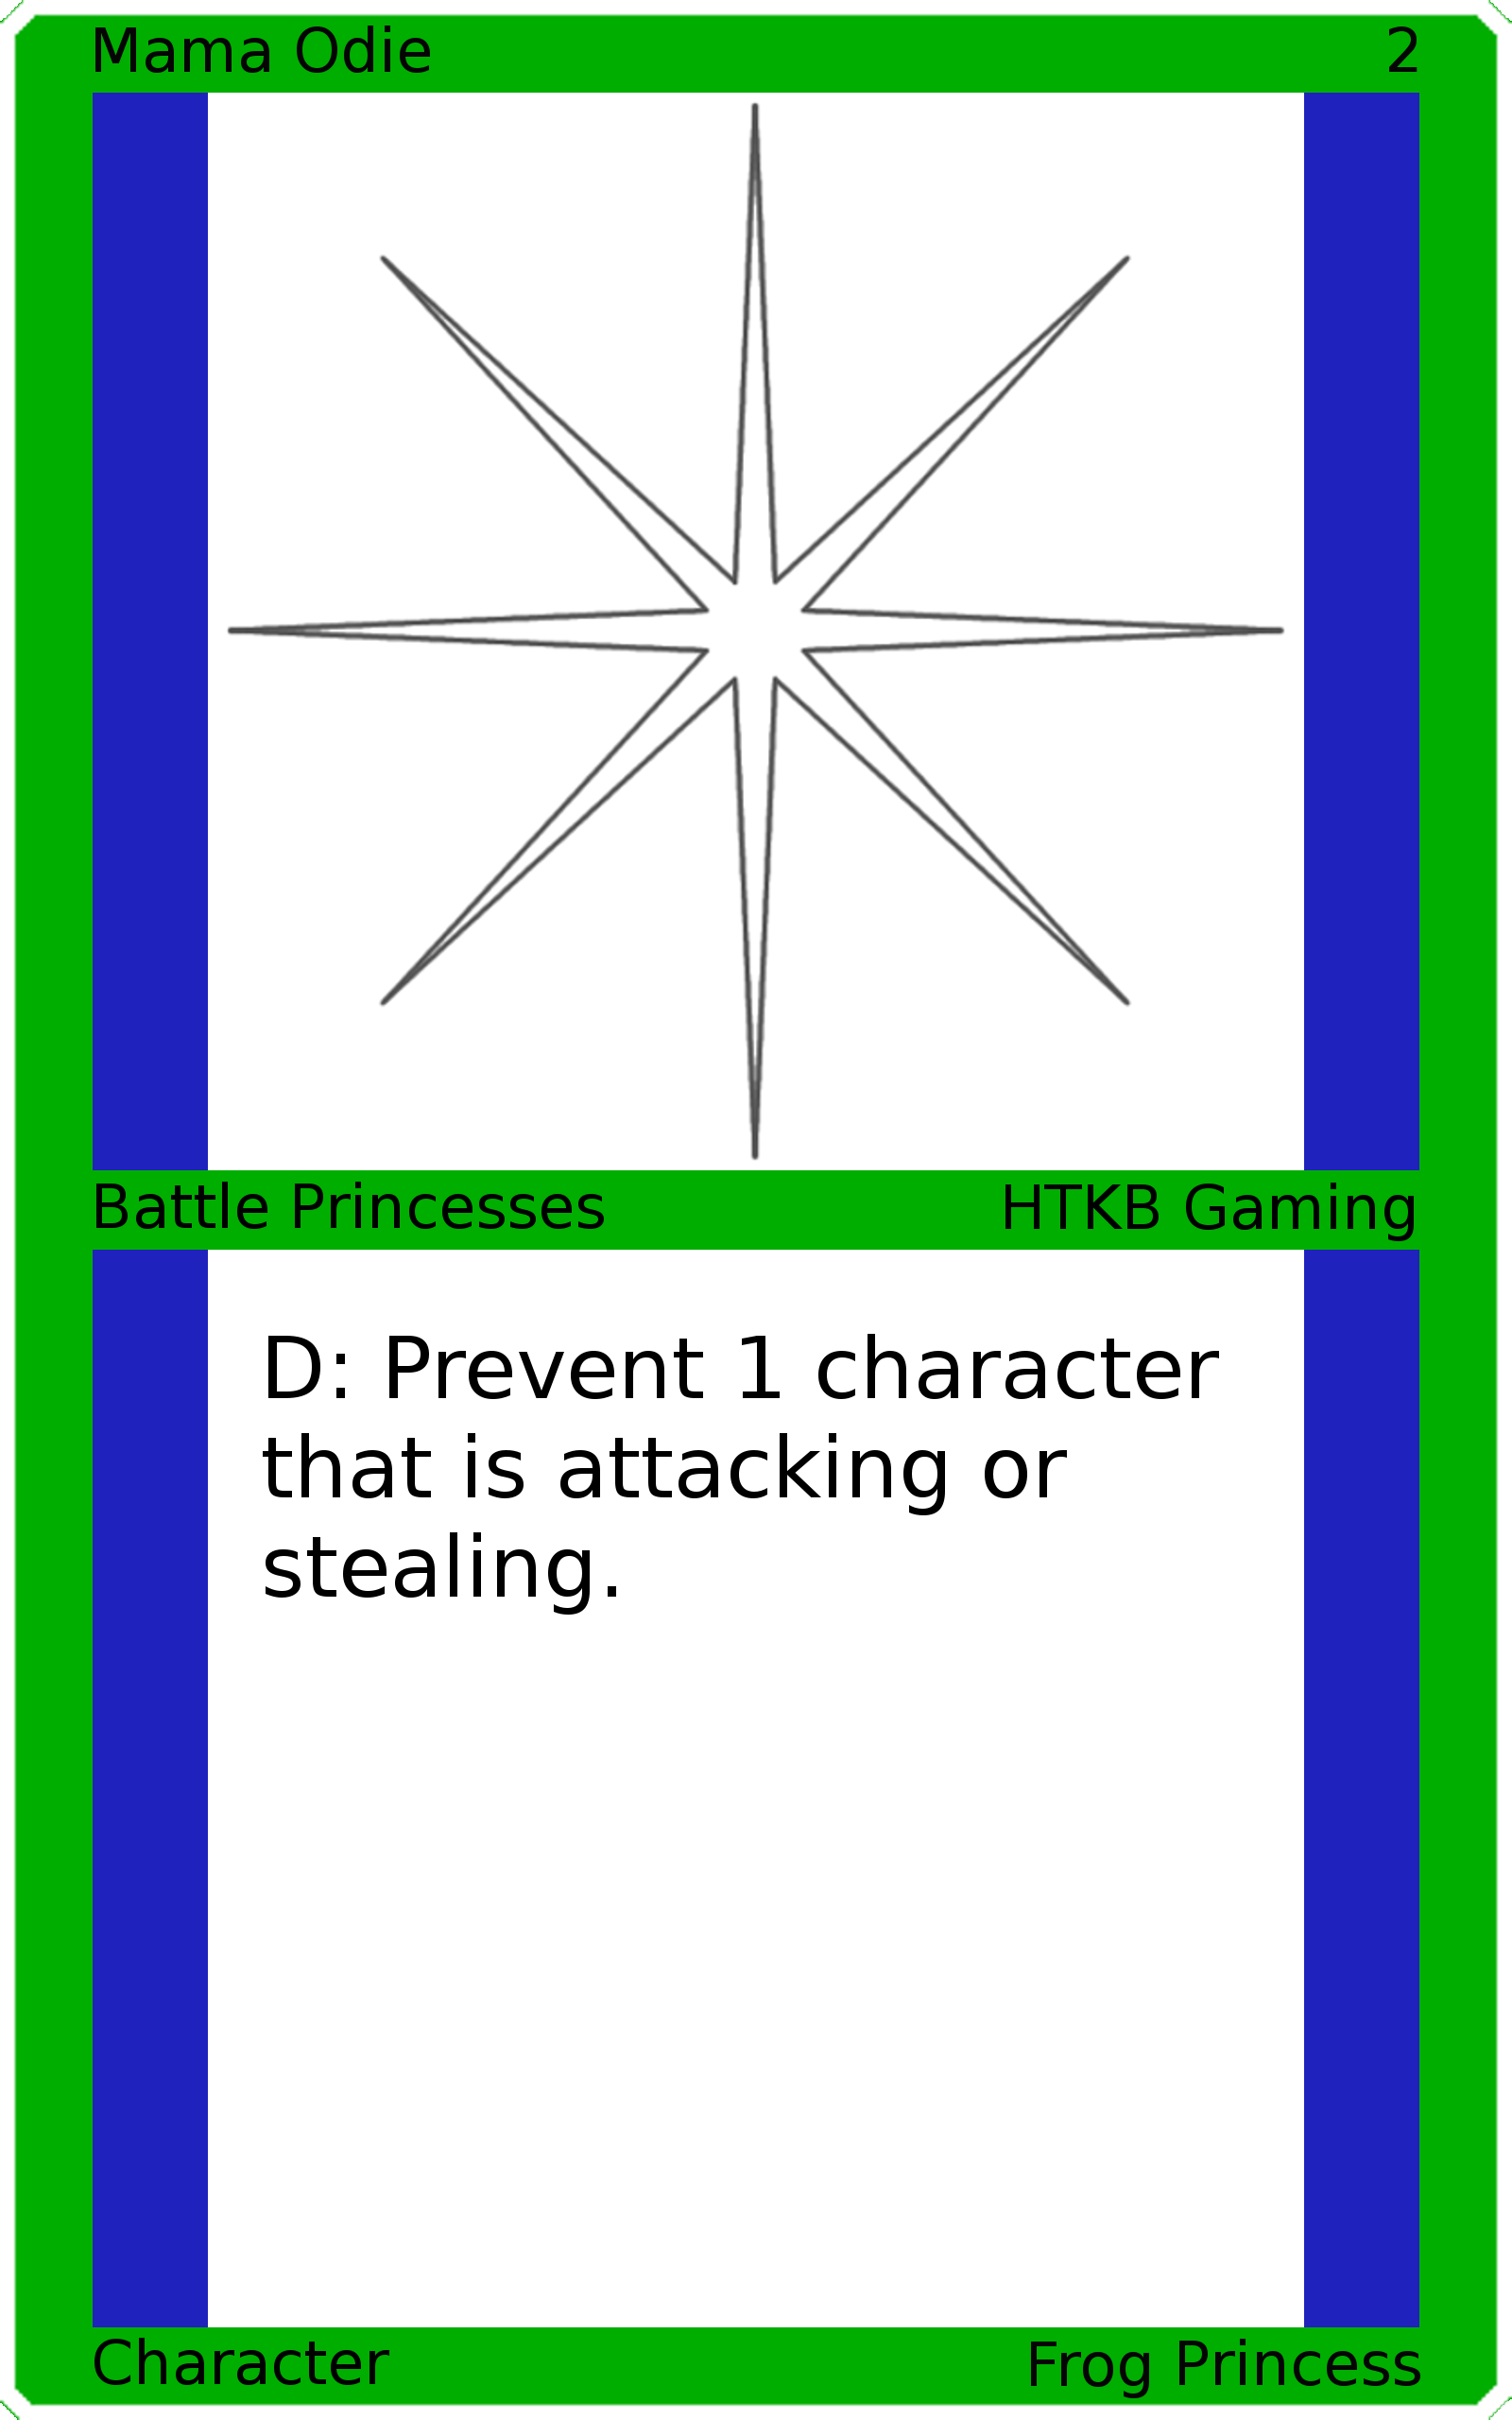 Mama Odie 2
Battle Princesses HTKB Gaming
D: Prevent 1 character
that is attacking or
stealing.
Character Frog Princess